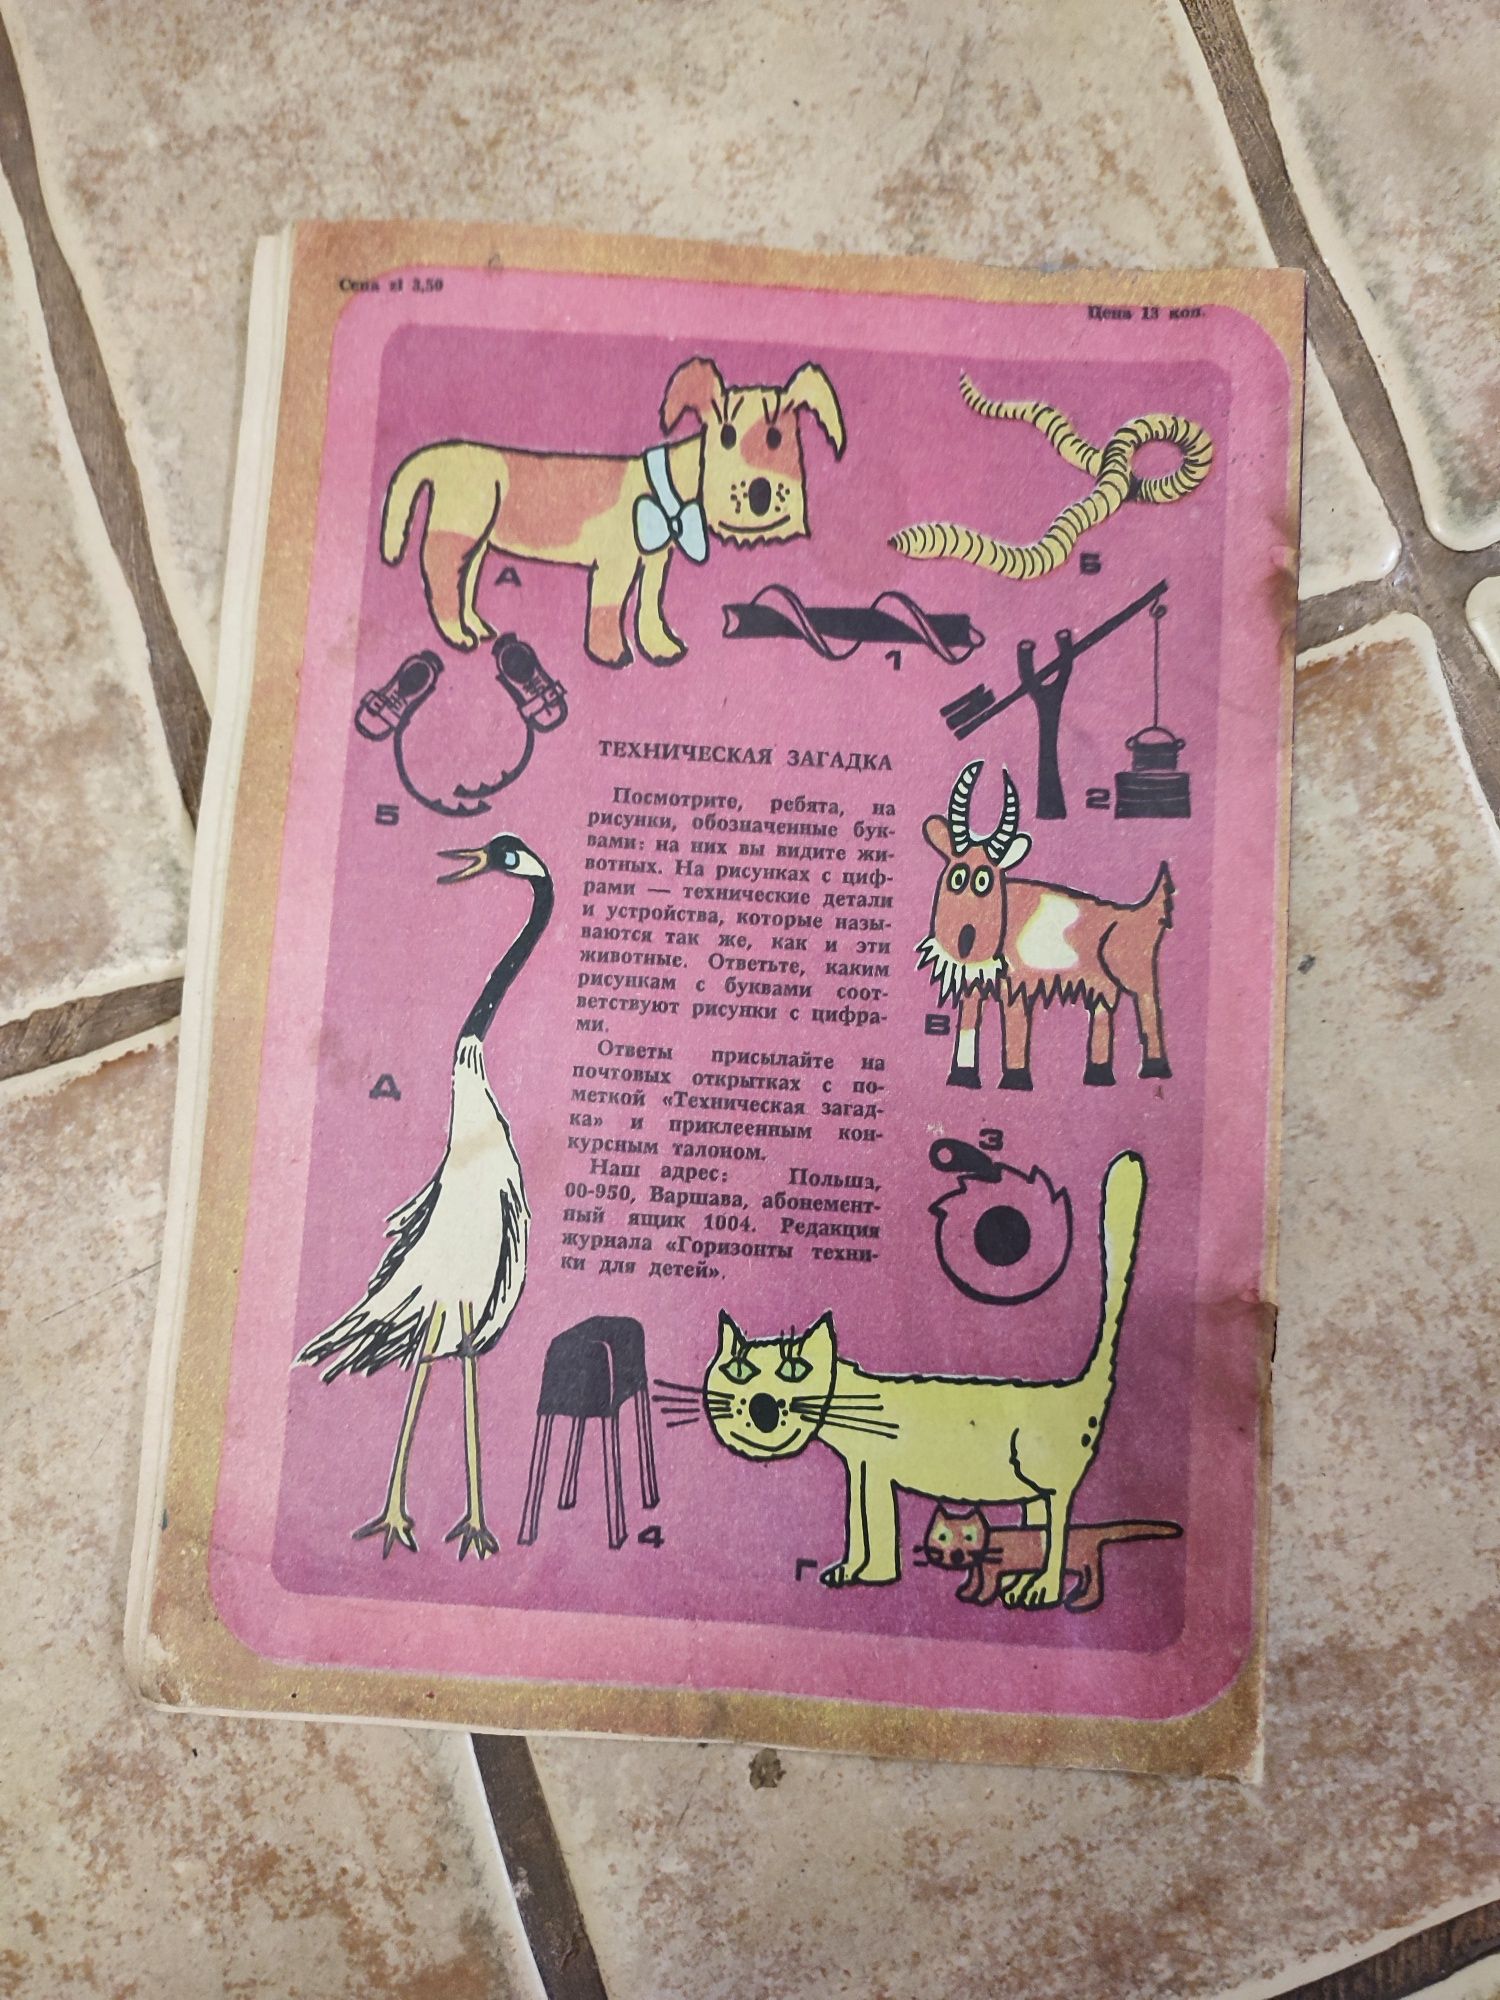 Cena zl 3,50
Цена 13 коп.
А
Б
1
2
5
ТЕХНИЧЕСКАЯ ЗАГАДКА
Посмотрите, ребята, на
рисунки, обозначенные бук-
вами: на них вы видите жи-
вотных. На рисунках с циф-
рами — технические детали
и устройства, которые назы-
ваются так же, как и эти
животные. Ответьте, каким
рисункам с буквами соот-
ветствуют рисунки с цифра-
ми.
Ответы присылайте на
почтовых открытках с по-
меткой «Техническая загад-
ка» и приклеенным кон-
курсным талоном.
Наш адрес: Польша,
00-950, Варшава, абонемент-
ный ящик 1004. Редакция
журнала «Горизонты техни-
ки для детей».
В
Д
3
4
Г